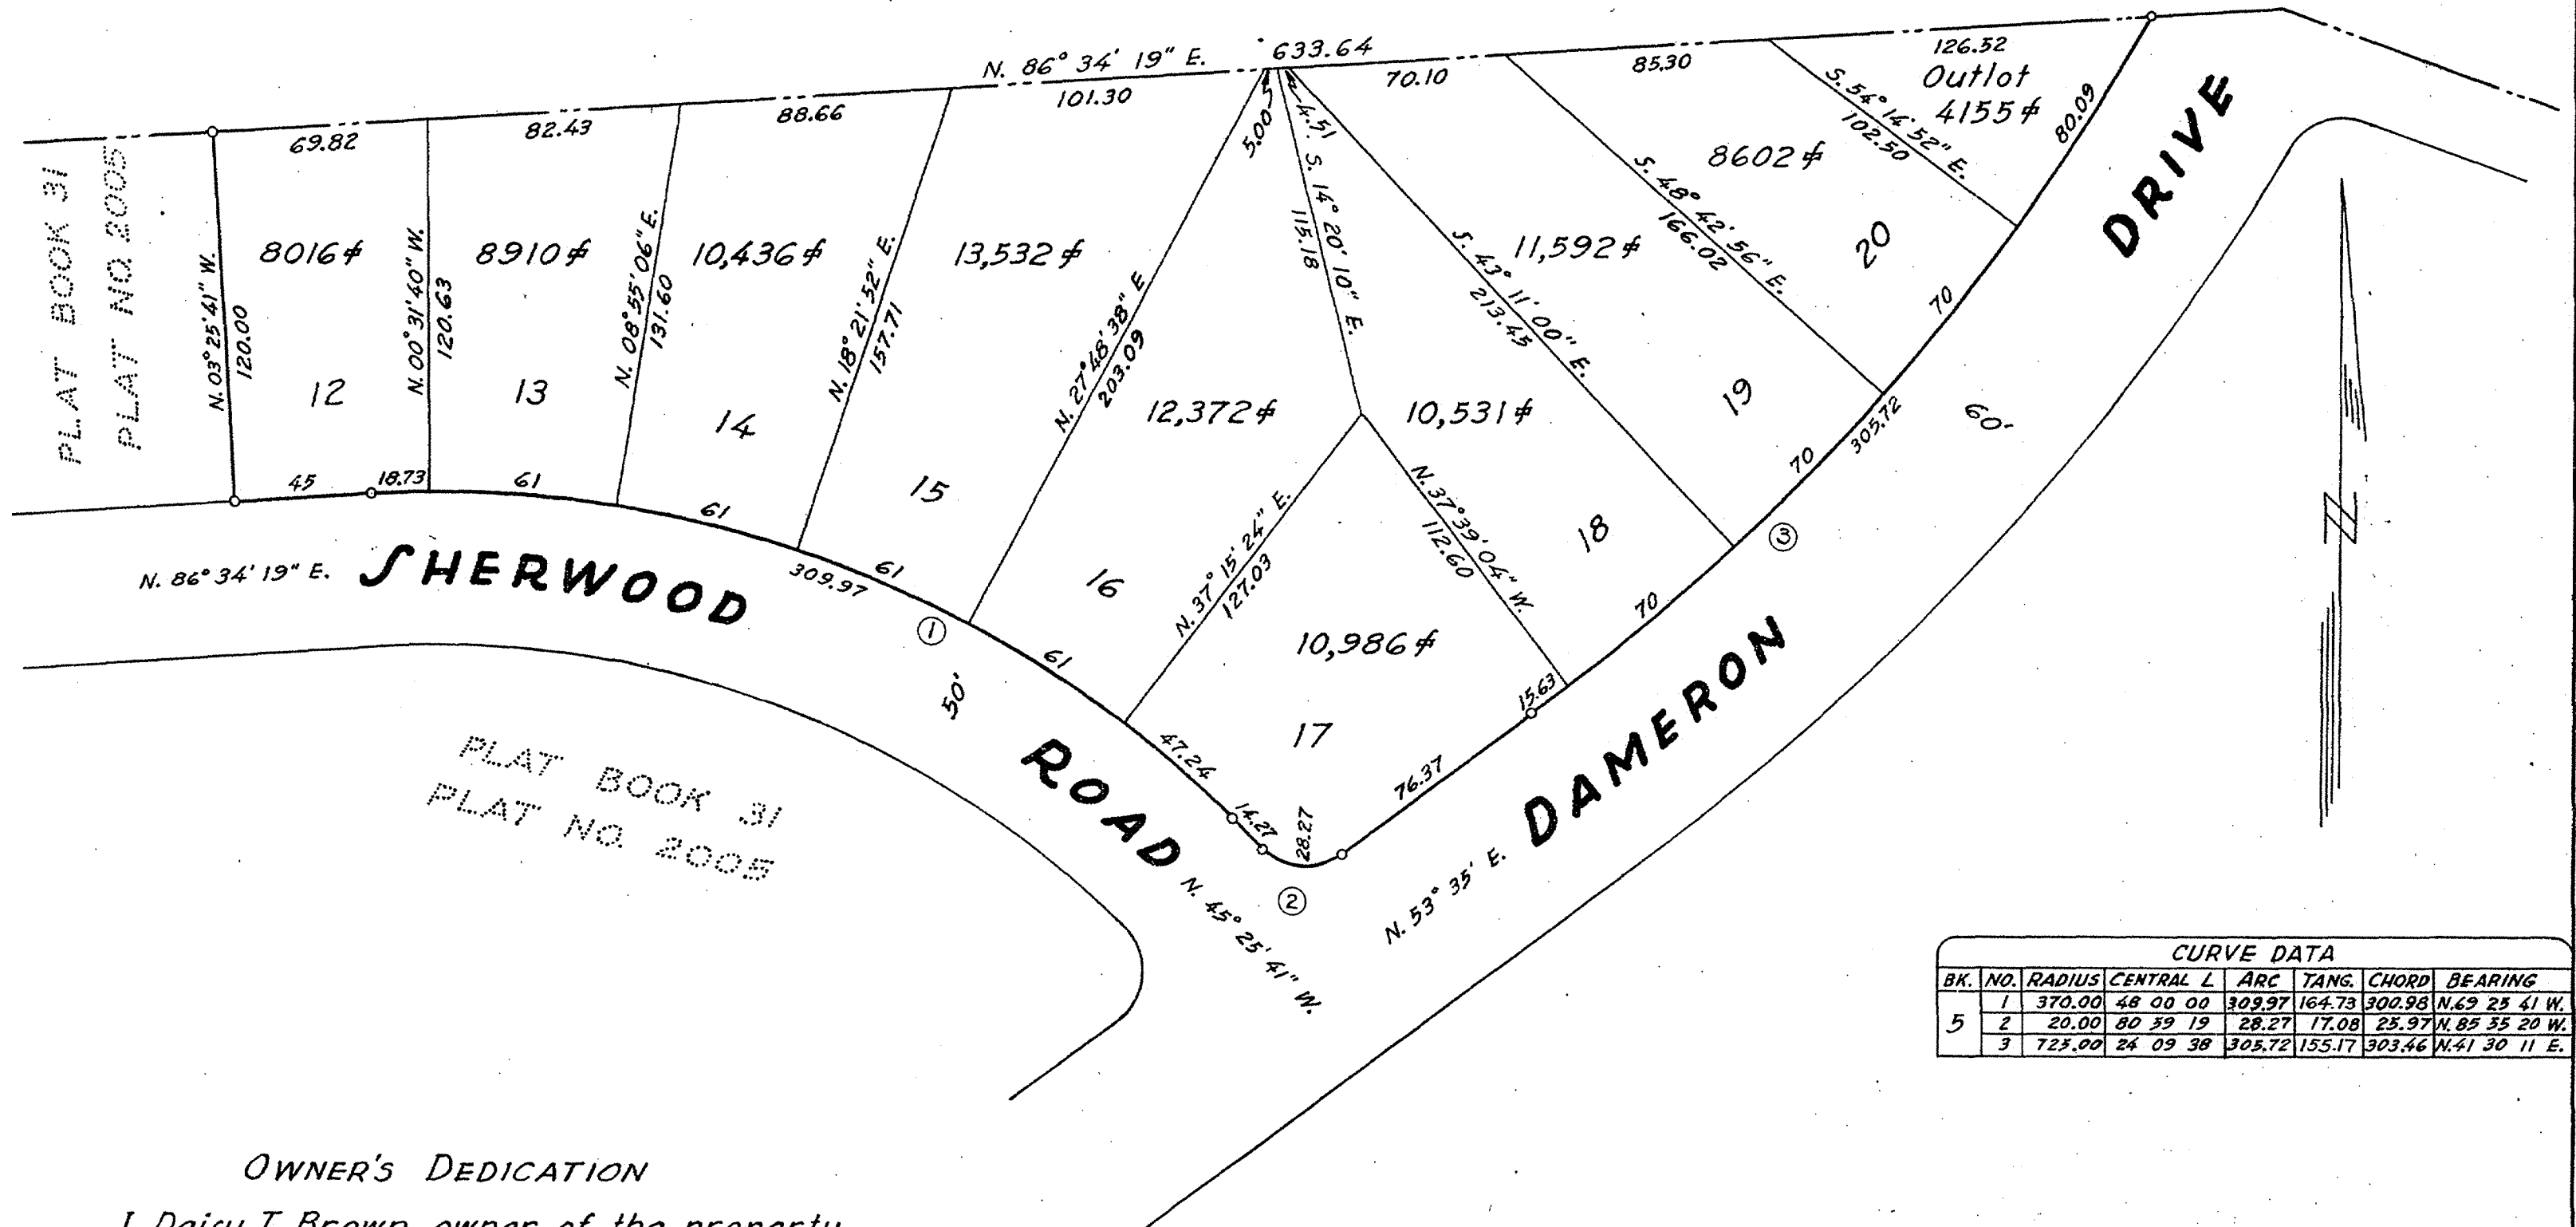 N. 86° 34' 19" E. 633.64
69.82
82.43
88.66
101.30
5.00
4.51
70.10
85.30
126.52
Outlot
4155⌗
S. 54° 14' 52" E.
102.50
80.09
PLAT BOOK 31
PLAT NO. 2005
N. 03° 25' 41" W.
120.00
8016⌗
12
N. 00° 31' 40" W.
120.63
8910⌗
13
N. 08° 55' 06" E.
131.60
10,436⌗
14
N. 18° 21' 52" E.
157.71
13,532⌗
15
N. 27° 48' 38" E
203.09
12,372⌗
16
S. 14° 20' 10" E.
115.18
10,531⌗
18
S. 43° 11' 00" E.
213.45
11,592⌗
19
S. 48° 42' 56" E.
166.02
8602⌗
20
N. 37° 15' 24" E.
127.03
N. 37° 39' 04" W.
112.60
10,986⌗
17
45
18.73
61
61
61
61
309.97
47.24
14.27
28.27
76.37
15.63
70
70
70
305.72
60'
50'
1
2
3
N. 86° 34' 19" E.
SHERWOOD
ROAD
N. 45° 25' 41" W.
N. 53° 35' E.
DAMERON
DRIVE
N
PLAT BOOK 31
PLAT NO. 2005
CURVE DATA
BK. NO. RADIUS CENTRAL L ARC TANG. CHORD BEARING
5
1 370.00 48 00 00 309.97 164.73 300.98 N.69 25 41 W.
2 20.00 80 59 19 28.27 17.08 25.97 N. 85 55 20 W.
3 725.00 24 09 38 305.72 155.17 303.46 N.41 30 11 E.
OWNER'S DEDICATION
I, Daisy T. Brown, owner of the property